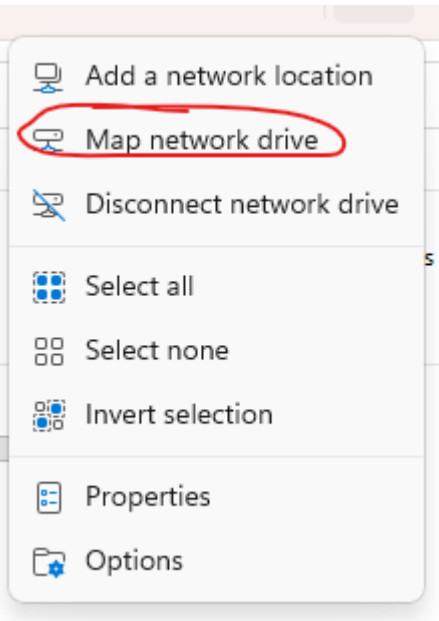 Add a network location
Map network drive
Disconnect network drive
s
Select all
Select none
Invert selection
Properties
Options